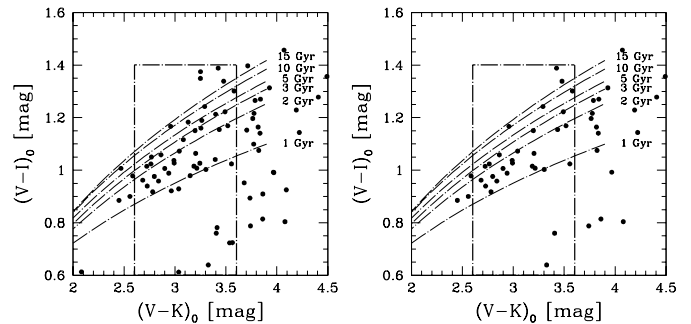 1.6
1.4
1.2
1
0.8
0.6
(V−I)₀ [mag]
15 Gyr
10 Gyr
5 Gyr
3 Gyr
2 Gyr
1 Gyr
2
2.5
3
3.5
4
4.5
(V−K)₀ [mag]
1.6
1.4
1.2
1
0.8
0.6
(V−I)₀ [mag]
15 Gyr
10 Gyr
5 Gyr
3 Gyr
2 Gyr
1 Gyr
2
2.5
3
3.5
4
4.5
(V−K)₀ [mag]